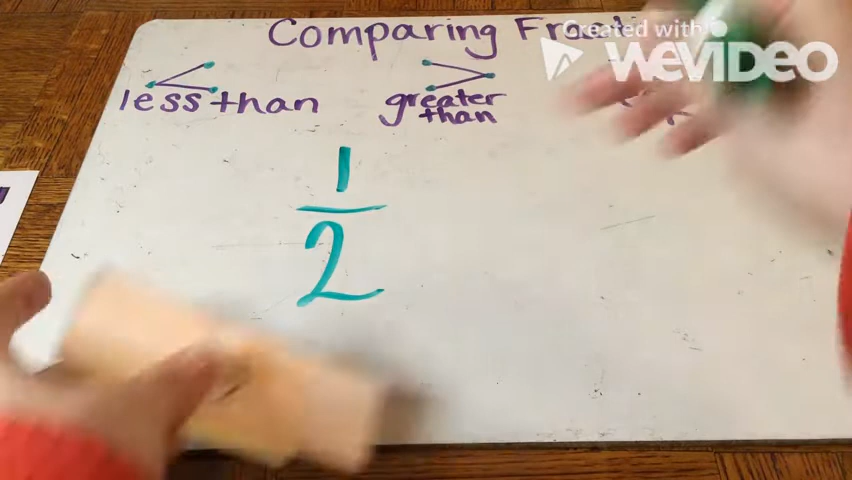 Comparing
Created with
WEVIDEO
<
>
less than
greater
than
1
2